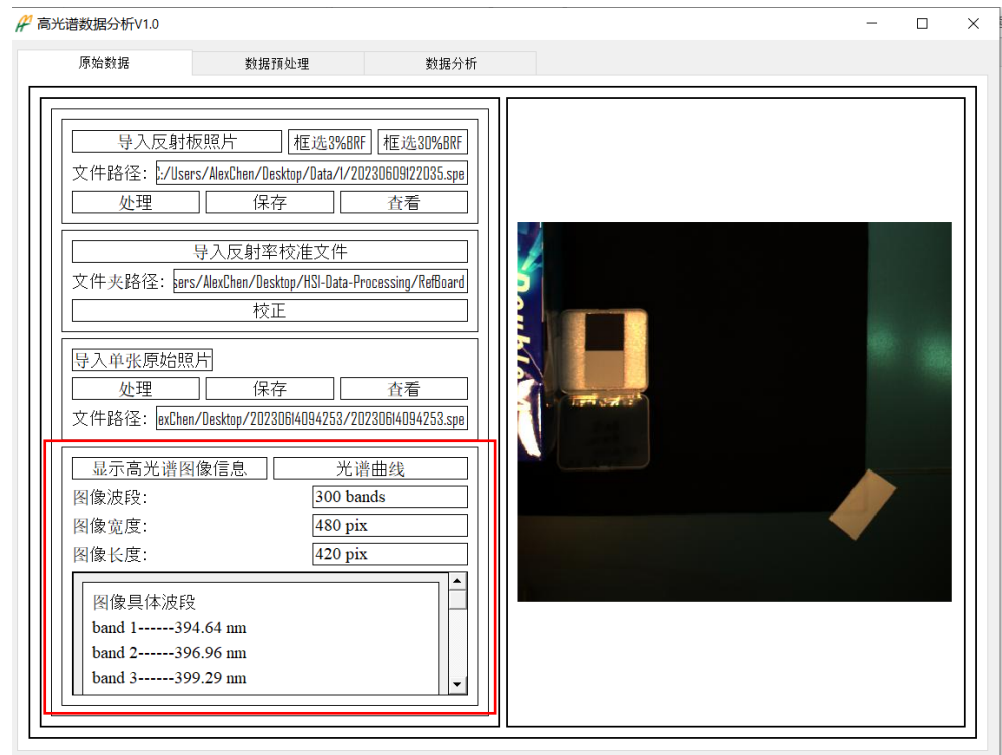 高光谱数据分析V1.0
原始数据 数据预处理 数据分析
导入反射板照片 框选3%BRF 框选30%BRF
文件路径: C:/Users/AlexChen/Desktop/Data/1/20230609122035.spe
处理 保存 查看
导入反射率校准文件
文件夹路径: sers/AlexChen/Desktop/HSI-Data-Processing/RefBoard
校正
导入单张原始照片
处理 保存 查看
文件路径: exChen/Desktop/20230614094253/20230614094253.spe
显示高光谱图像信息 光谱曲线
图像波段: 300 bands
图像宽度: 480 pix
图像长度: 420 pix
图像具体波段
band 1------394.64 nm
band 2------396.96 nm
band 3------399.29 nm
Double